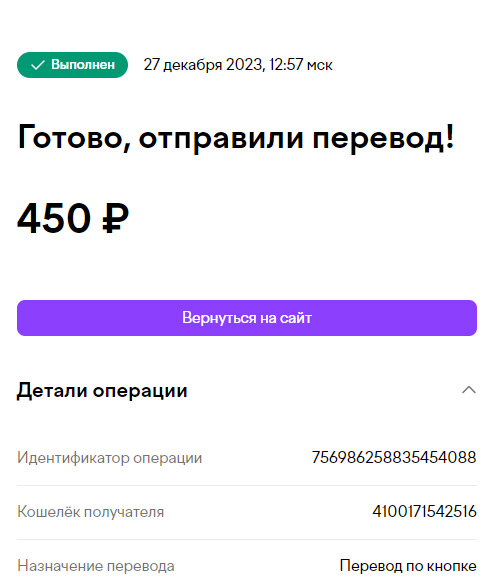 Выполнен 27 декабря 2023, 12:57 мск
Готово, отправили перевод!
450 ₽
Вернуться на сайт
Детали операции
Идентификатор операции 756986258835454088
Кошелёк получателя 4100171542516
Назначение перевода Перевод по кнопке